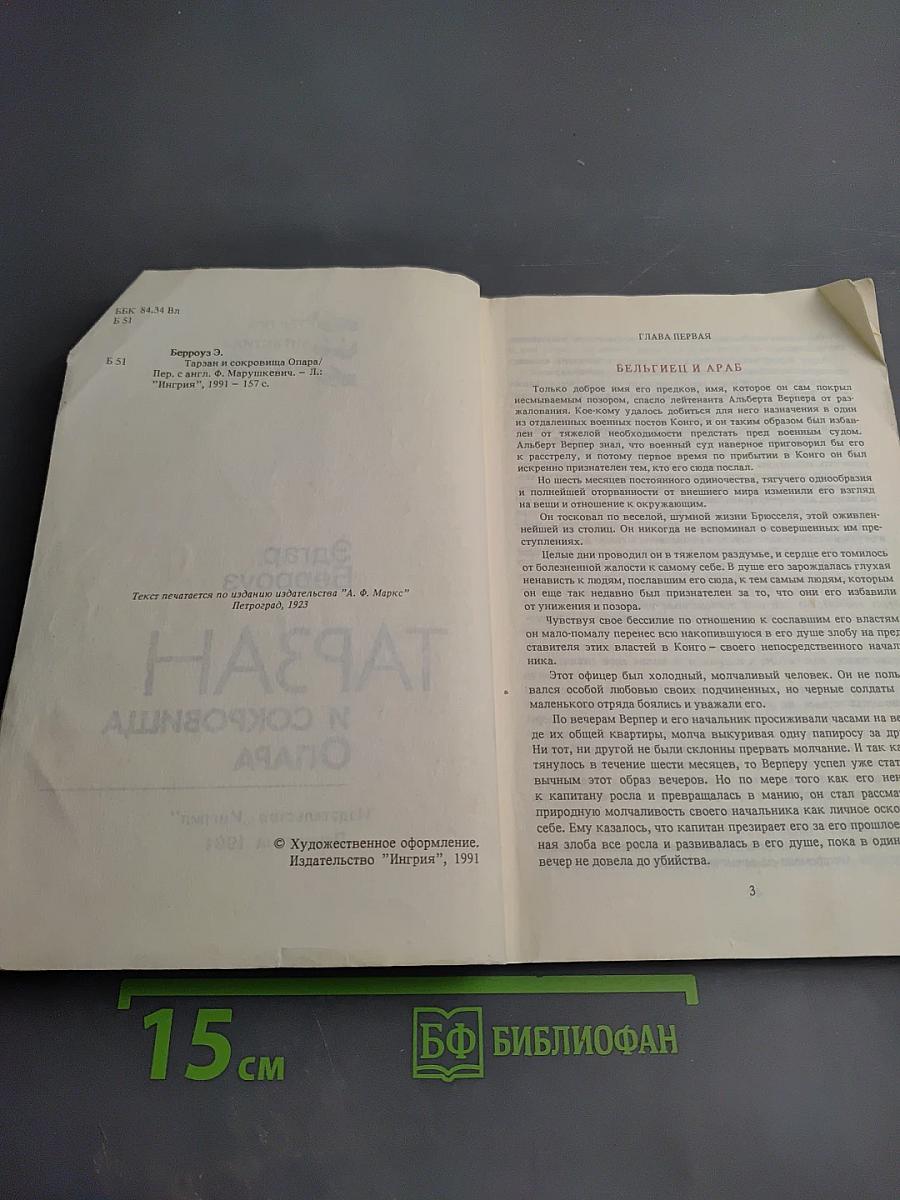 ББК 84.34 Вл
Б 51
Б 51
Берроуз Э.
Тарзан и сокровища Опара/
Пер. с англ. Ф. Марушкевич. – Л.:
"Ингрия", 1991 – 157 с.
Эдгар
Берроуз
Текст печатается по изданию издательства "А. Ф. Маркс"
Петроград, 1923
ТАРЗАН
И СОКРОВИЩА
ОПАРА
Издательство "Ингрия"
1991
© Художественное оформление.
Издательство "Ингрия", 1991
ГЛАВА ПЕРВАЯ
БЕЛЬГИЕЦ И АРАБ
Только доброе имя его предков, имя, которое он сам покрыл
несмываемым позором, спасло лейтенанта Альберта Верпера от раз-
жалования. Кое-кому удалось добиться для него назначения в один
из отдаленных военных постов Конго, и он таким образом был избав-
лен от тяжелой необходимости предстать пред военным судом.
Альберт Верпер знал, что военный суд наверное приговорил бы его
к расстрелу, и потому первое время по прибытии в Конго он был
искренно признателен тем, кто его сюда послал.
Но шесть месяцев постоянного одиночества, тягучего однообразия
и полнейшей оторванности от внешнего мира изменили его взгляд
на вещи и отношение к окружающим.
Он тосковал по веселой, шумной жизни Брюсселя, этой оживлен-
нейшей из столиц. Он никогда не вспоминал о совершенных им пре-
ступлениях.
Целые дни проводил он в тяжелом раздумье, и сердце его томилось
от болезненной жалости к самому себе. В душе его зарождалась глухая
ненависть к людям, пославшим его сюда, к тем самым людям, которым
он еще так недавно был признателен за то, что они его избавили
от унижения и позора.
Чувствуя свое бессилие по отношению к сославшим его властям
он мало-помалу перенес всю накопившуюся в его душе злобу на пред
ставителя этих властей в Конго – своего непосредственного начал
ника.
Этот офицер был холодный, молчаливый человек. Он не поль
вался особой любовью своих подчиненных, но черные солдаты
маленького отряда боялись и уважали его.
По вечерам Верпер и его начальник просиживали часами на ве
де их общей квартиры, молча выкуривая одну папиросу за др
Ни тот, ни другой не были склонны прервать молчание. И так ка
тянулось в течение шести месяцев, то Верперу успел уже стат
вычным этот образ вечеров. Но по мере того как его нен
к капитану росла и превращалась в манию, он стал рассма
природную молчаливость своего начальника как личное оско
себе. Ему казалось, что капитан презирает его за его прошлое
ная злоба все росла и развивалась в его душе, пока в один
вечер не довела до убийства.
3
15 см
БФ БИБЛИОФАН